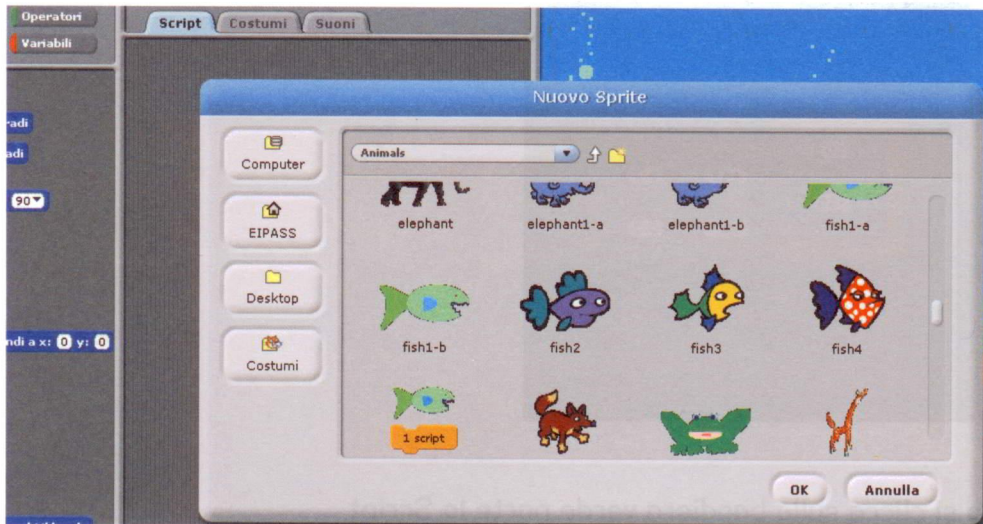 Operatori
Variabili
Script Costumi Suoni
Nuovo Sprite
Computer
EIPASS
Desktop
Costumi
Animals
elephant elephant1-a elephant1-b fish1-a
fish1-b fish2 fish3 fish4
1 script
OK Annulla
adi
90
a x: 0 y: 0